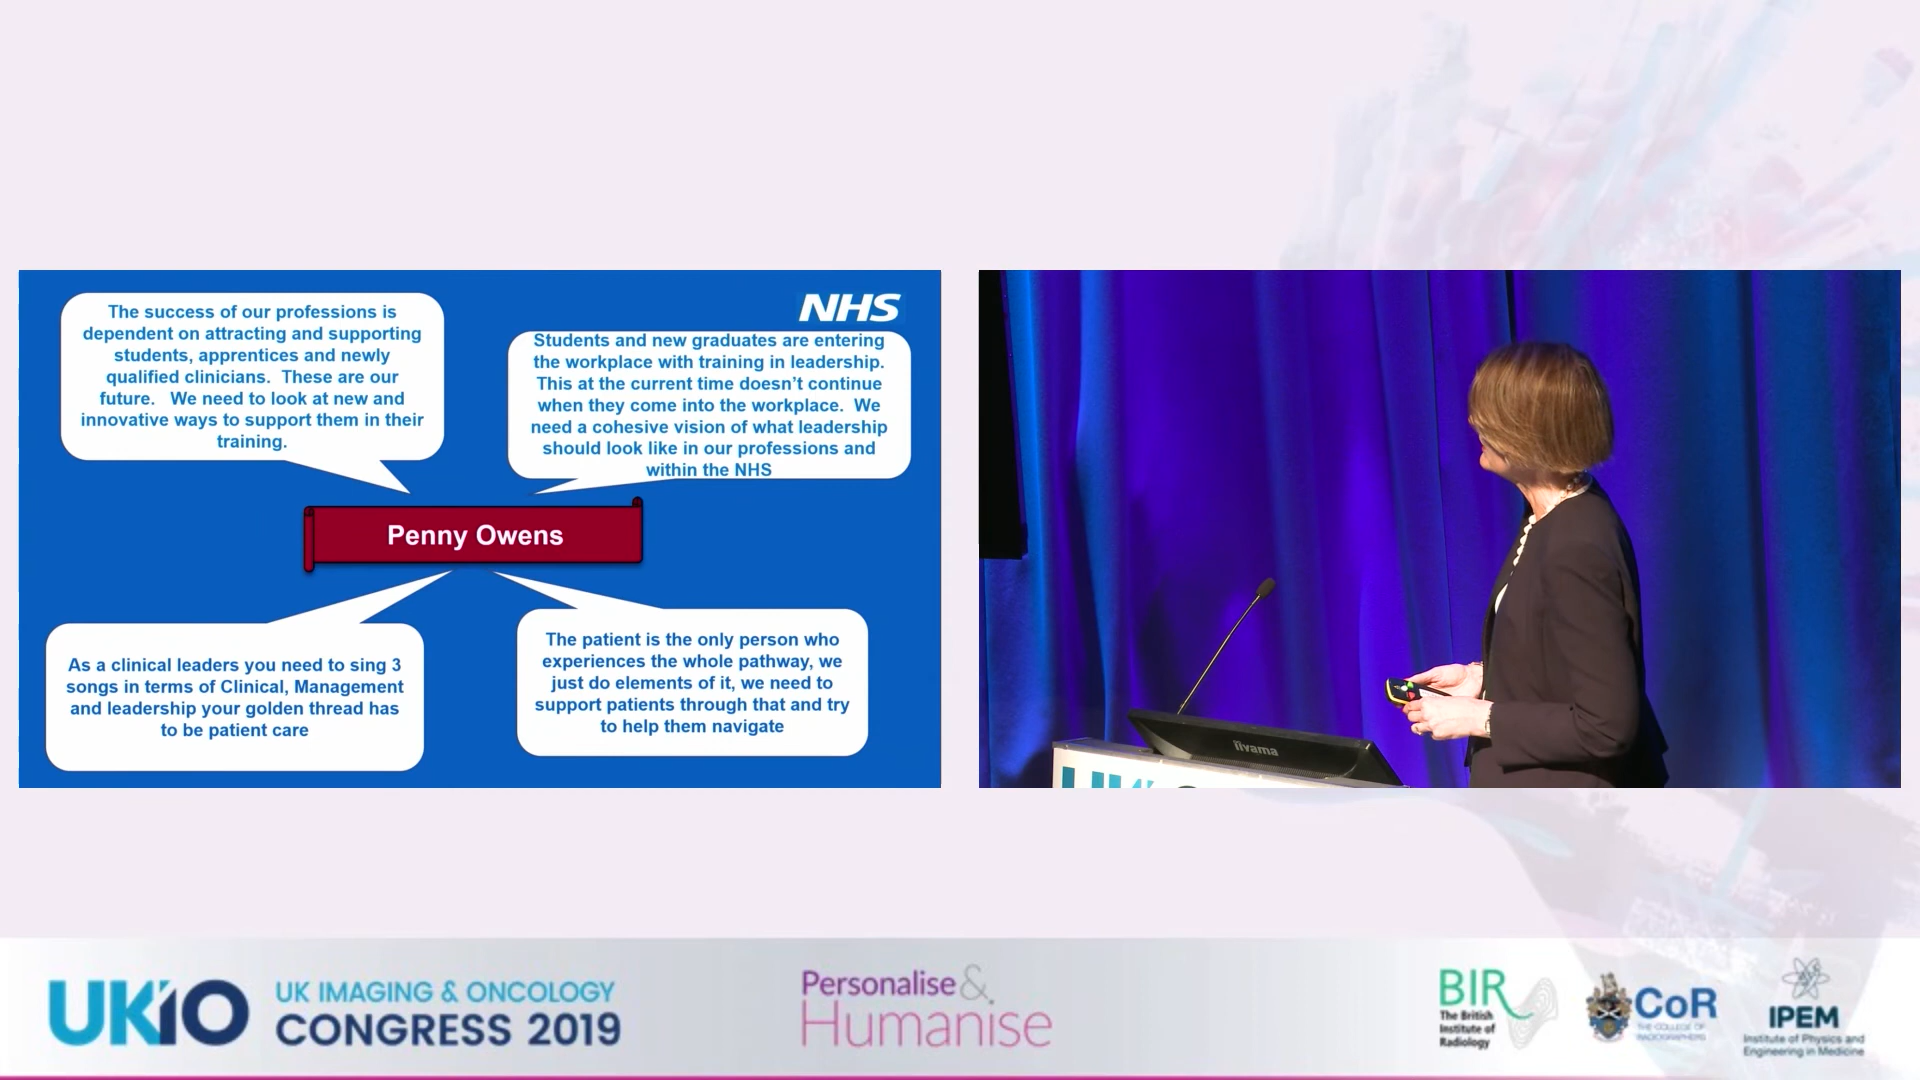 The success of our professions is
dependent on attracting and supporting
students, apprentices and newly
qualified clinicians. These are our
future. We need to look at new and
innovative ways to support them in their
training.
NHS
Students and new graduates are entering
the workplace with training in leadership.
This at the current time doesn't continue
when they come into the workplace. We
need a cohesive vision of what leadership
should look like in our professions and
within the NHS
Penny Owens
As a clinical leaders you need to sing 3
songs in terms of Clinical, Management
and leadership your golden thread has
to be patient care
The patient is the only person who
experiences the whole pathway, we
just do elements of it, we need to
support patients through that and try
to help them navigate
iiyama
UKIO
UK IMAGING & ONCOLOGY
CONGRESS 2019
Personalise &
Humanise
BIR
The British
Institute of
Radiology
CoR
THE COLLEGE OF
RADIOGRAPHERS
IPEM
Institute of Physics and
Engineering in Medicine